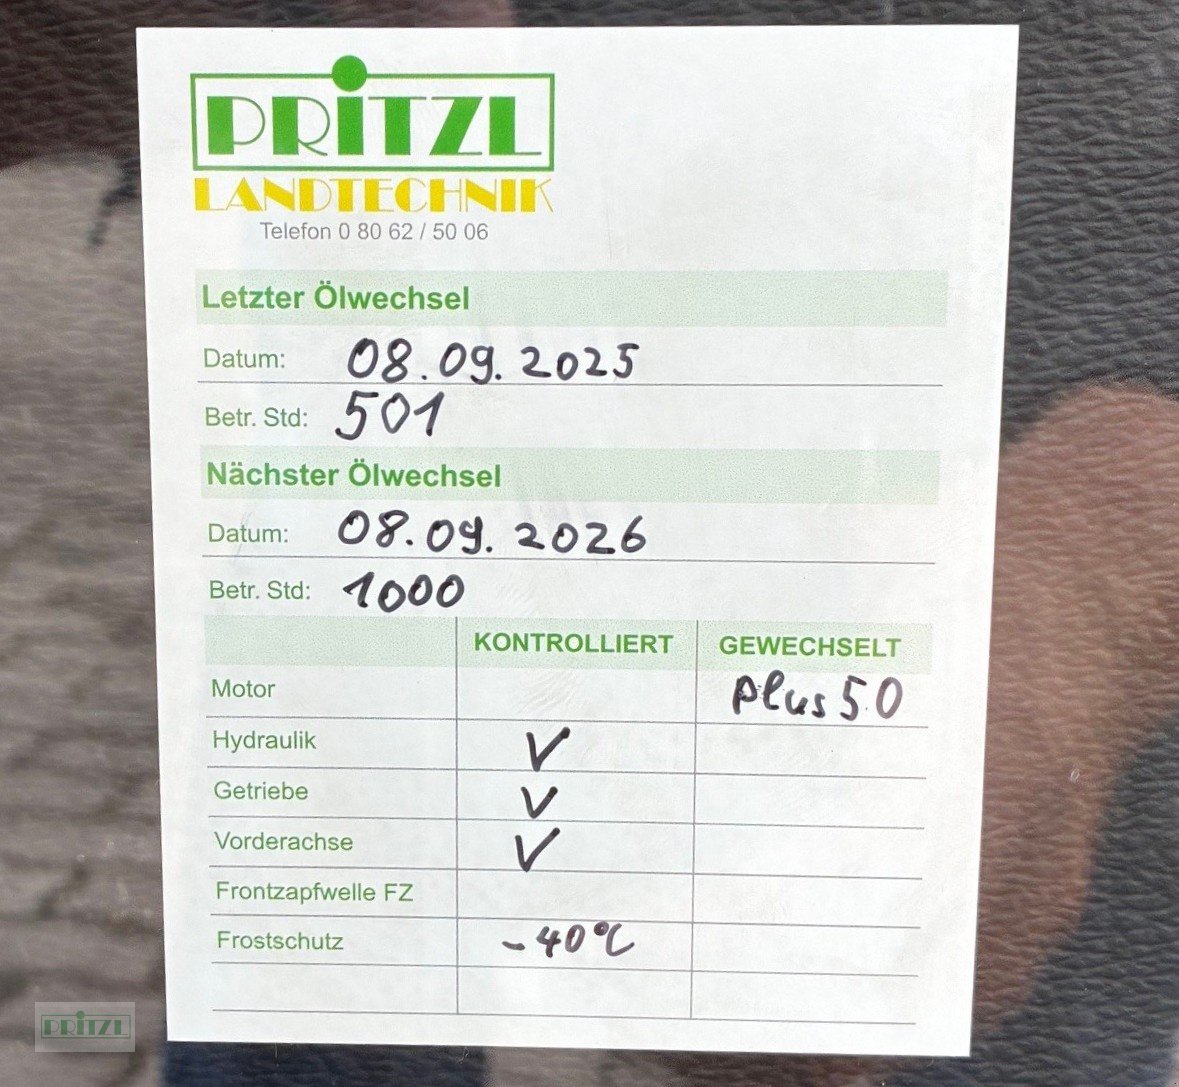 PRiTZL
LANDTECHNIK
Telefon 0 80 62 / 50 06
Letzter Ölwechsel
Datum: 08.09.2025
Betr. Std: 501
Nächster Ölwechsel
Datum: 08.09.2026
Betr. Std: 1000
KONTROLLIERT GEWECHSELT
Motor plus 50
Hydraulik ✓
Getriebe ✓
Vorderachse ✓
Frontzapfwelle FZ
Frostschutz -40°C
PRiTZL